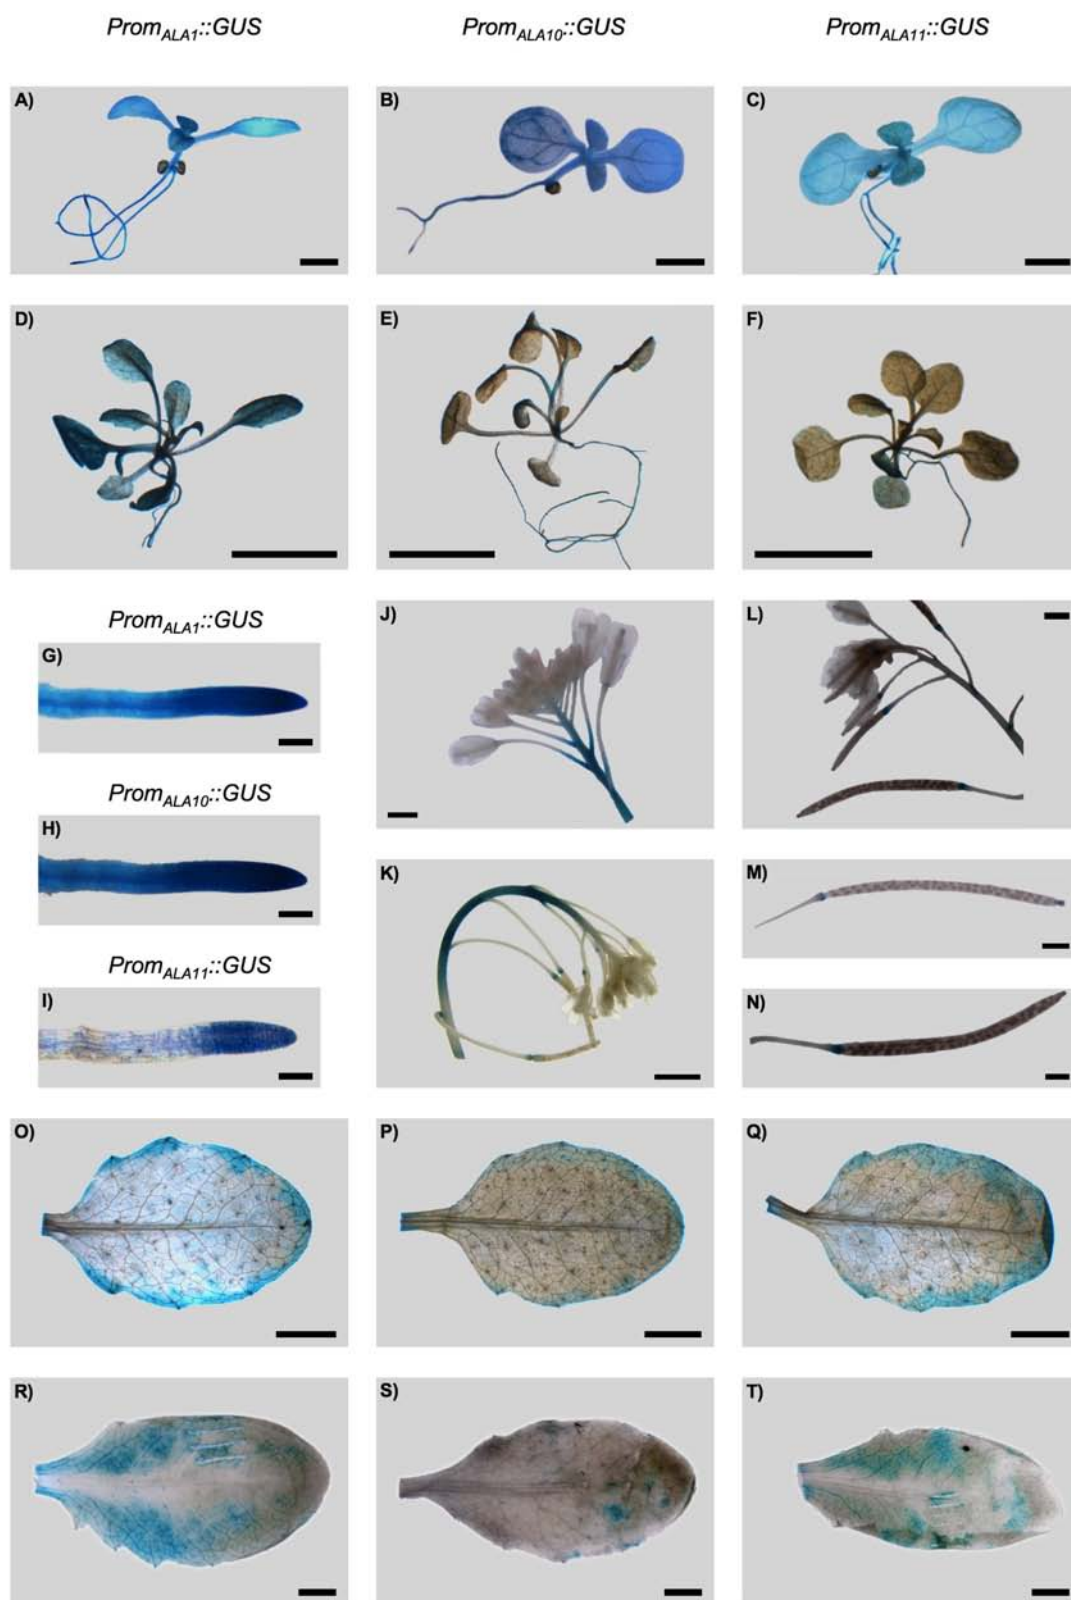 Prom_ALA1::GUS
Prom_ALA10::GUS
Prom_ALA11::GUS
A)
B)
C)
D)
E)
F)
Prom_ALA1::GUS
G)
Prom_ALA10::GUS
H)
Prom_ALA11::GUS
I)
J)
L)
K)
M)
N)
O)
P)
Q)
R)
S)
T)